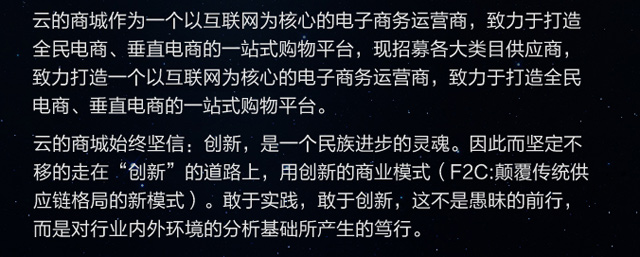 云的商城作为一个以互联网为核心的电子商务运营商，致力于打造
全民电商、垂直电商的一站式购物平台，现招募各大类目供应商，
致力打造一个以互联网为核心的电子商务运营商，致力于打造全民
电商、垂直电商的一站式购物平台。
云的商城始终坚信：创新，是一个民族进步的灵魂。因此而坚定不
移的走在“创新”的道路上，用创新的商业模式（F2C:颠覆传统供
应链格局的新模式）。敢于实践，敢于创新，这不是愚昧的前行，
而是对行业内外环境的分析基础所产生的笃行。